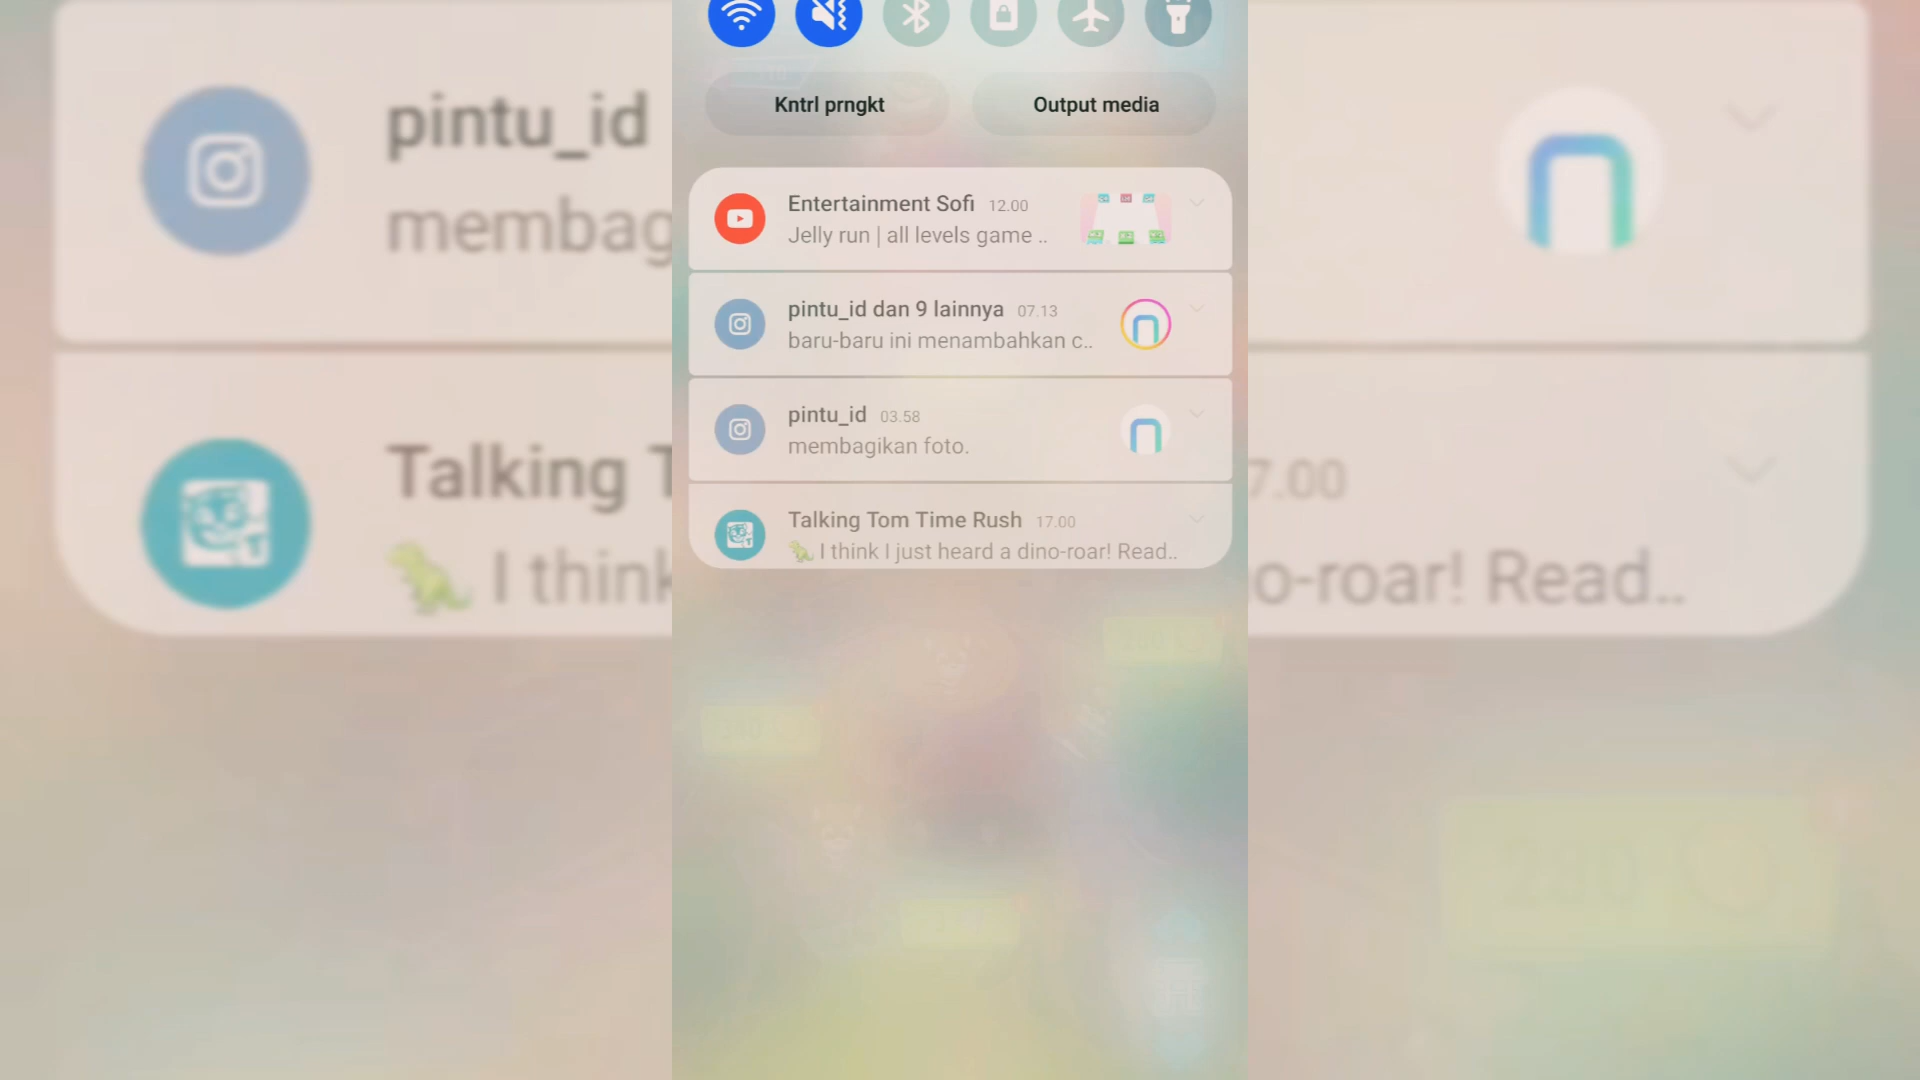 Kntrl prngkt
Output media
Entertainment Sofi 12.00
Jelly run | all levels game ..
pintu_id dan 9 lainnya 07.13
baru-baru ini menambahkan c..
pintu_id 03.58
membagikan foto.
Talking Tom Time Rush 17.00
I think I just heard a dino-roar! Read..
pintu_id
membag
Talking
I think
7.00
o-roar! Read..